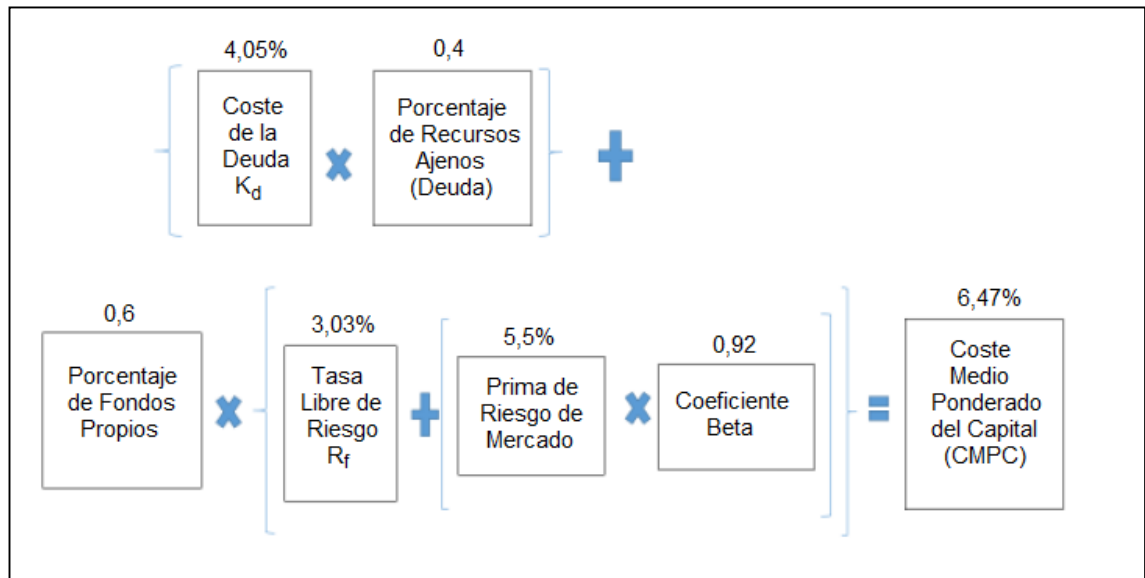 4,05%
0,4
Coste
de la
Deuda
Kd
Porcentaje
de Recursos
Ajenos
(Deuda)
0,6
3,03%
5,5%
0,92
6,47%
Porcentaje
de Fondos
Propios
Tasa
Libre de
Riesgo
Rf
Prima de
Riesgo de
Mercado
Coeficiente
Beta
Coste
Medio
Ponderado
del Capital
(CMPC)